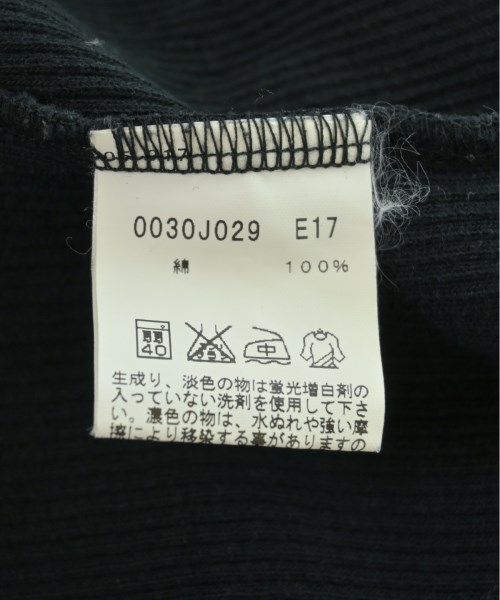 0030J029 E17
綿 100%
40
中
生成り、淡色の物は蛍光増白剤の
入っていない洗剤を使用して下さ
い。濃色の物は、水ぬれや強い摩
擦により移染する事がありますの